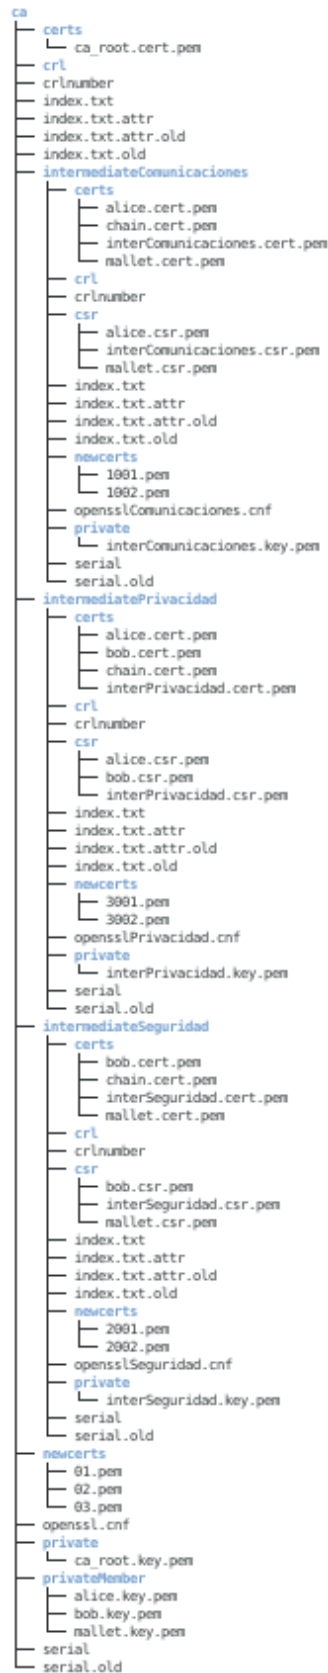 ca
certs
ca_root.cert.pem
crl
crlnumber
index.txt
index.txt.attr
index.txt.attr.old
index.txt.old
intermediateComunicaciones
certs
alice.cert.pem
chain.cert.pem
interComunicaciones.cert.pem
mallet.cert.pem
crl
crlnumber
csr
alice.csr.pem
interComunicaciones.csr.pem
mallet.csr.pem
index.txt
index.txt.attr
index.txt.attr.old
index.txt.old
newcerts
1001.pem
1002.pem
opensslComunicaciones.cnf
private
interComunicaciones.key.pem
serial
serial.old
intermediatePrivacidad
certs
alice.cert.pem
bob.cert.pem
chain.cert.pem
interPrivacidad.cert.pem
crl
crlnumber
csr
alice.csr.pem
bob.csr.pem
interPrivacidad.csr.pem
index.txt
index.txt.attr
index.txt.attr.old
index.txt.old
newcerts
3001.pem
3002.pem
opensslPrivacidad.cnf
private
interPrivacidad.key.pem
serial
serial.old
intermediateSeguridad
certs
bob.cert.pem
chain.cert.pem
interSeguridad.cert.pem
mallet.cert.pem
crl
crlnumber
csr
bob.csr.pem
interSeguridad.csr.pem
mallet.csr.pem
index.txt
index.txt.attr
index.txt.attr.old
index.txt.old
newcerts
2001.pem
2002.pem
opensslSeguridad.cnf
private
interSeguridad.key.pem
serial
serial.old
newcerts
01.pem
02.pem
03.pem
openssl.cnf
private
ca_root.key.pem
privateMember
alice.key.pem
bob.key.pem
mallet.key.pem
serial
serial.old